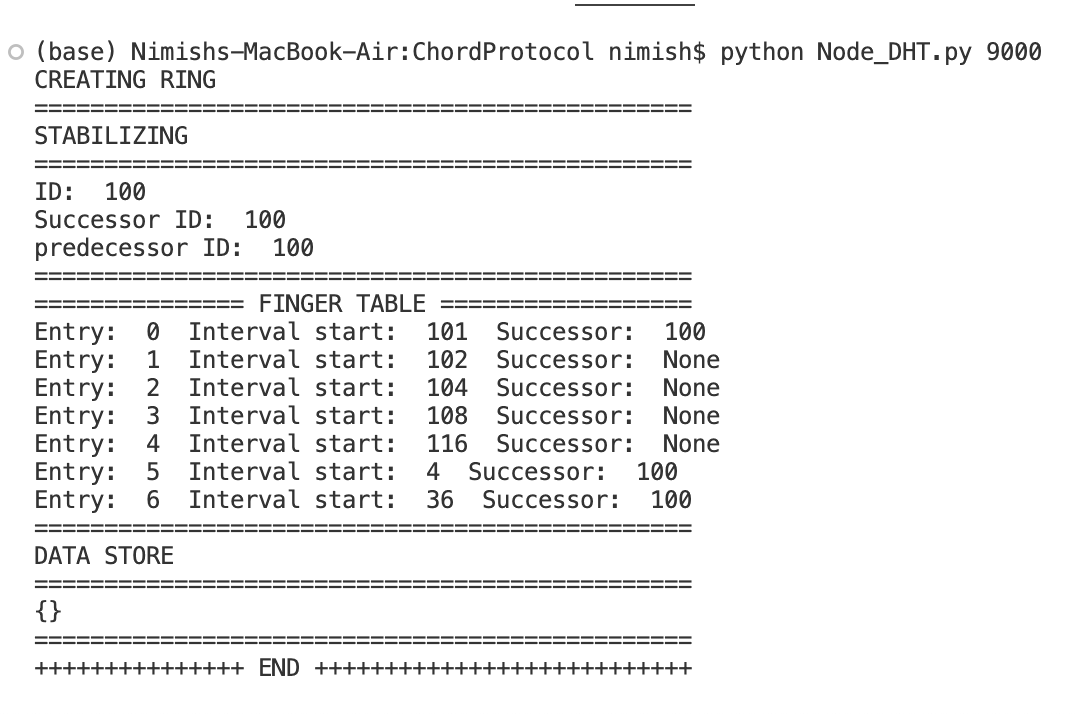 (base) Nimishs-MacBook-Air:ChordProtocol nimish$ python Node_DHT.py 9000
CREATING RING
===============================================
STABILIZING
===============================================
ID:  100
Successor ID:  100
predecessor ID:  100
===============================================
=============== FINGER TABLE ==================
Entry:  0  Interval start:  101  Successor:  100
Entry:  1  Interval start:  102  Successor:  None
Entry:  2  Interval start:  104  Successor:  None
Entry:  3  Interval start:  108  Successor:  None
Entry:  4  Interval start:  116  Successor:  None
Entry:  5  Interval start:  4  Successor:  100
Entry:  6  Interval start:  36  Successor:  100
===============================================
DATA STORE
===============================================
{}
===============================================
+++++++++++++++ END +++++++++++++++++++++++++++